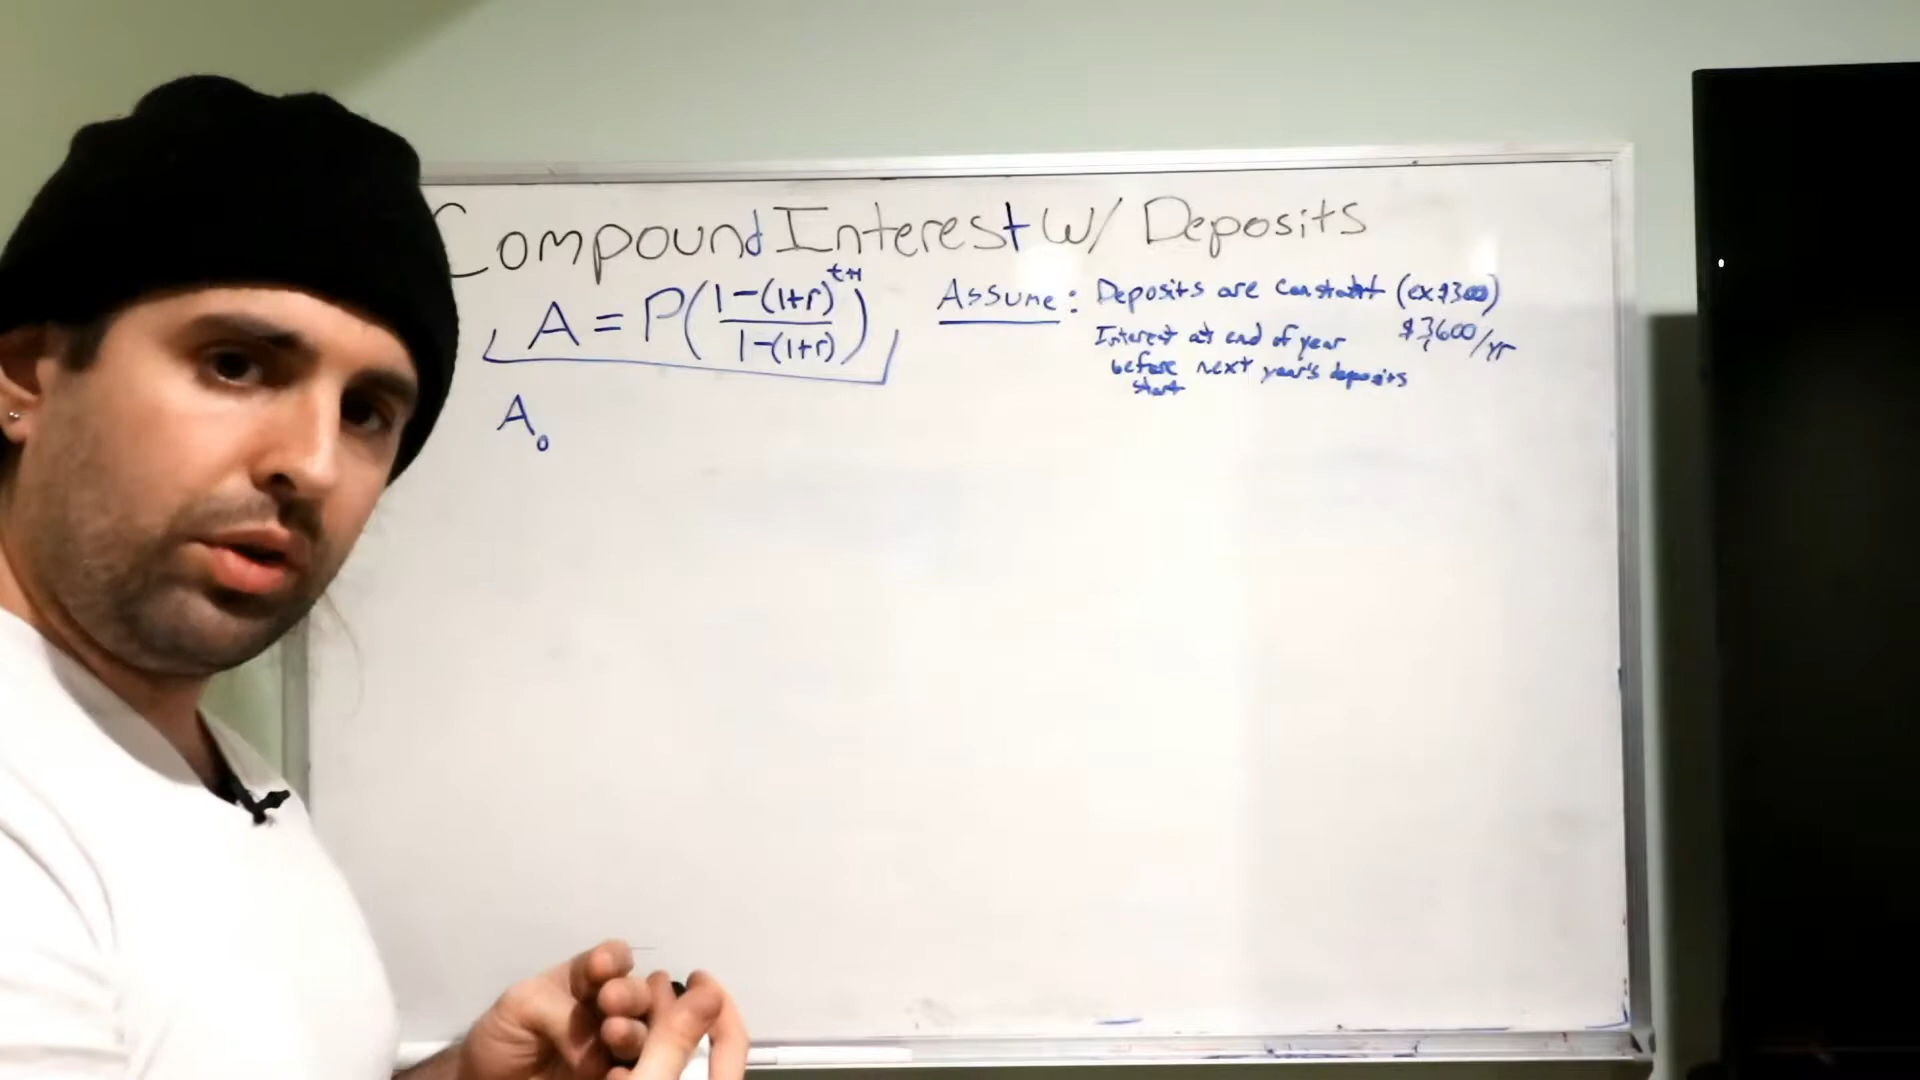 Compound Interest w/ Deposits
A = P( 1-(1+r)^t+1 / 1-(1+r) )
Assume: Deposits are constant (ex $300)
$3600/yr
Interest at end of year
before next year's deposits
start
A₀